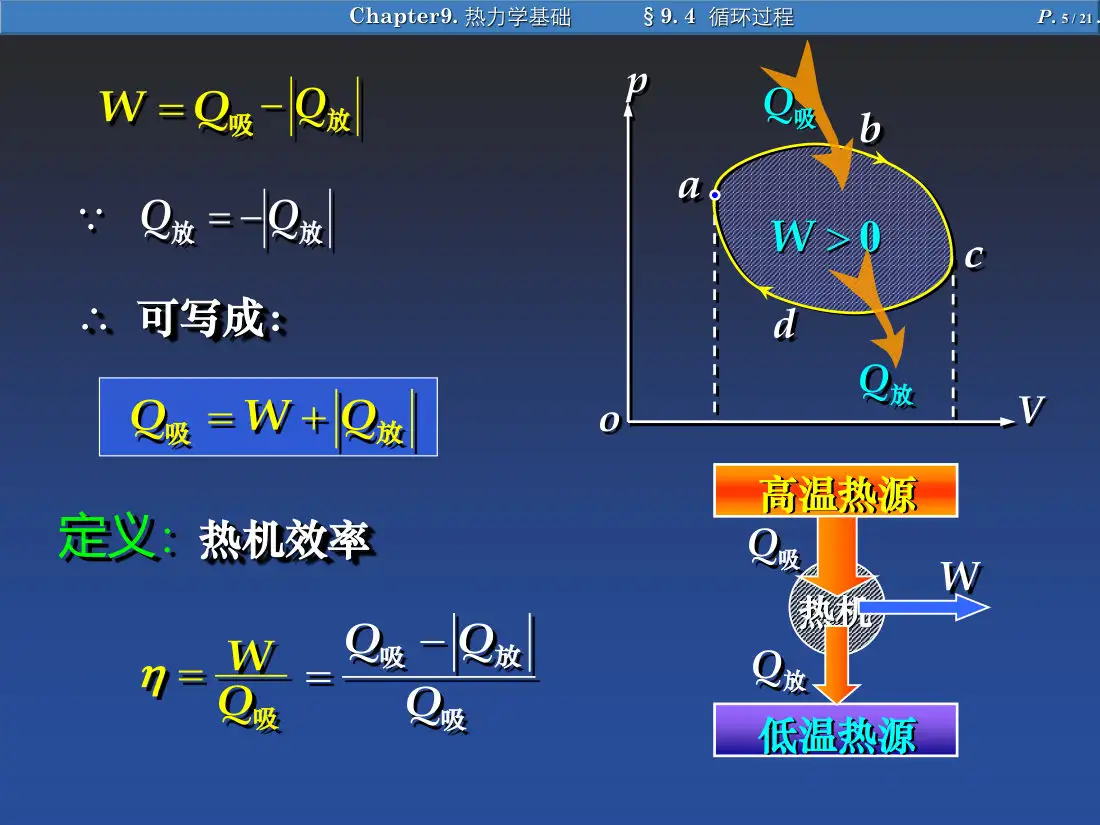 Chapter9. 热力学基础 §9. 4 循环过程 P. 5 / 21 .
W = Q吸 − |Q放|
∵ Q放 = −|Q放|
∴ 可写成:
Q吸 = W + |Q放|
定义: 热机效率
η = W / Q吸 = (Q吸 − |Q放|) / Q吸
p
Q吸
b
a
W > 0
c
d
Q放
o
V
高温热源
Q吸
W
热机
Q放
低温热源